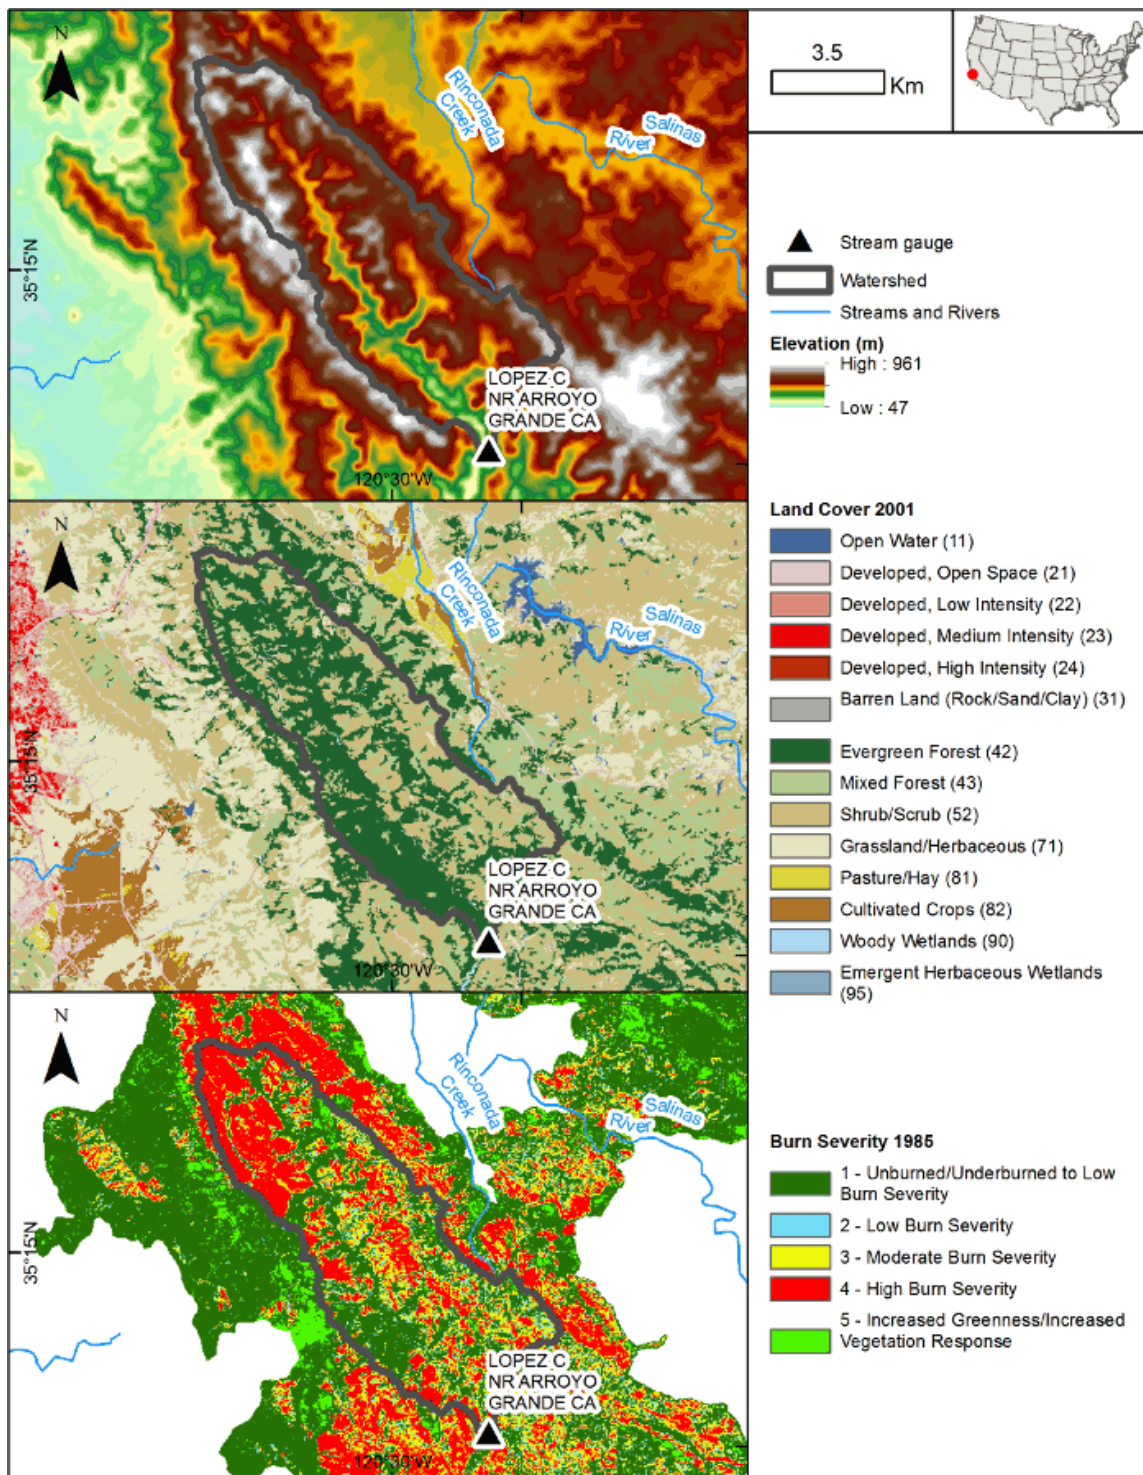 N
Rinconada
Creek
Salinas
River
35°15'N
LOPEZ C
NR ARROYO
GRANDE CA
120°30'W
N
Rinconada
Creek
Salinas
River
35°15'N
LOPEZ C
NR ARROYO
GRANDE CA
120°30'W
N
Rinconada
Creek
Salinas
River
35°15'N
LOPEZ C
NR ARROYO
GRANDE CA
120°30'W
3.5
Km
Stream gauge
Watershed
Streams and Rivers
Elevation (m)
High : 961
Low : 47
Land Cover 2001
Open Water (11)
Developed, Open Space (21)
Developed, Low Intensity (22)
Developed, Medium Intensity (23)
Developed, High Intensity (24)
Barren Land (Rock/Sand/Clay) (31)
Evergreen Forest (42)
Mixed Forest (43)
Shrub/Scrub (52)
Grassland/Herbaceous (71)
Pasture/Hay (81)
Cultivated Crops (82)
Woody Wetlands (90)
Emergent Herbaceous Wetlands
(95)
Burn Severity 1985
1 - Unburned/Underburned to Low
Burn Severity
2 - Low Burn Severity
3 - Moderate Burn Severity
4 - High Burn Severity
5 - Increased Greenness/Increased
Vegetation Response